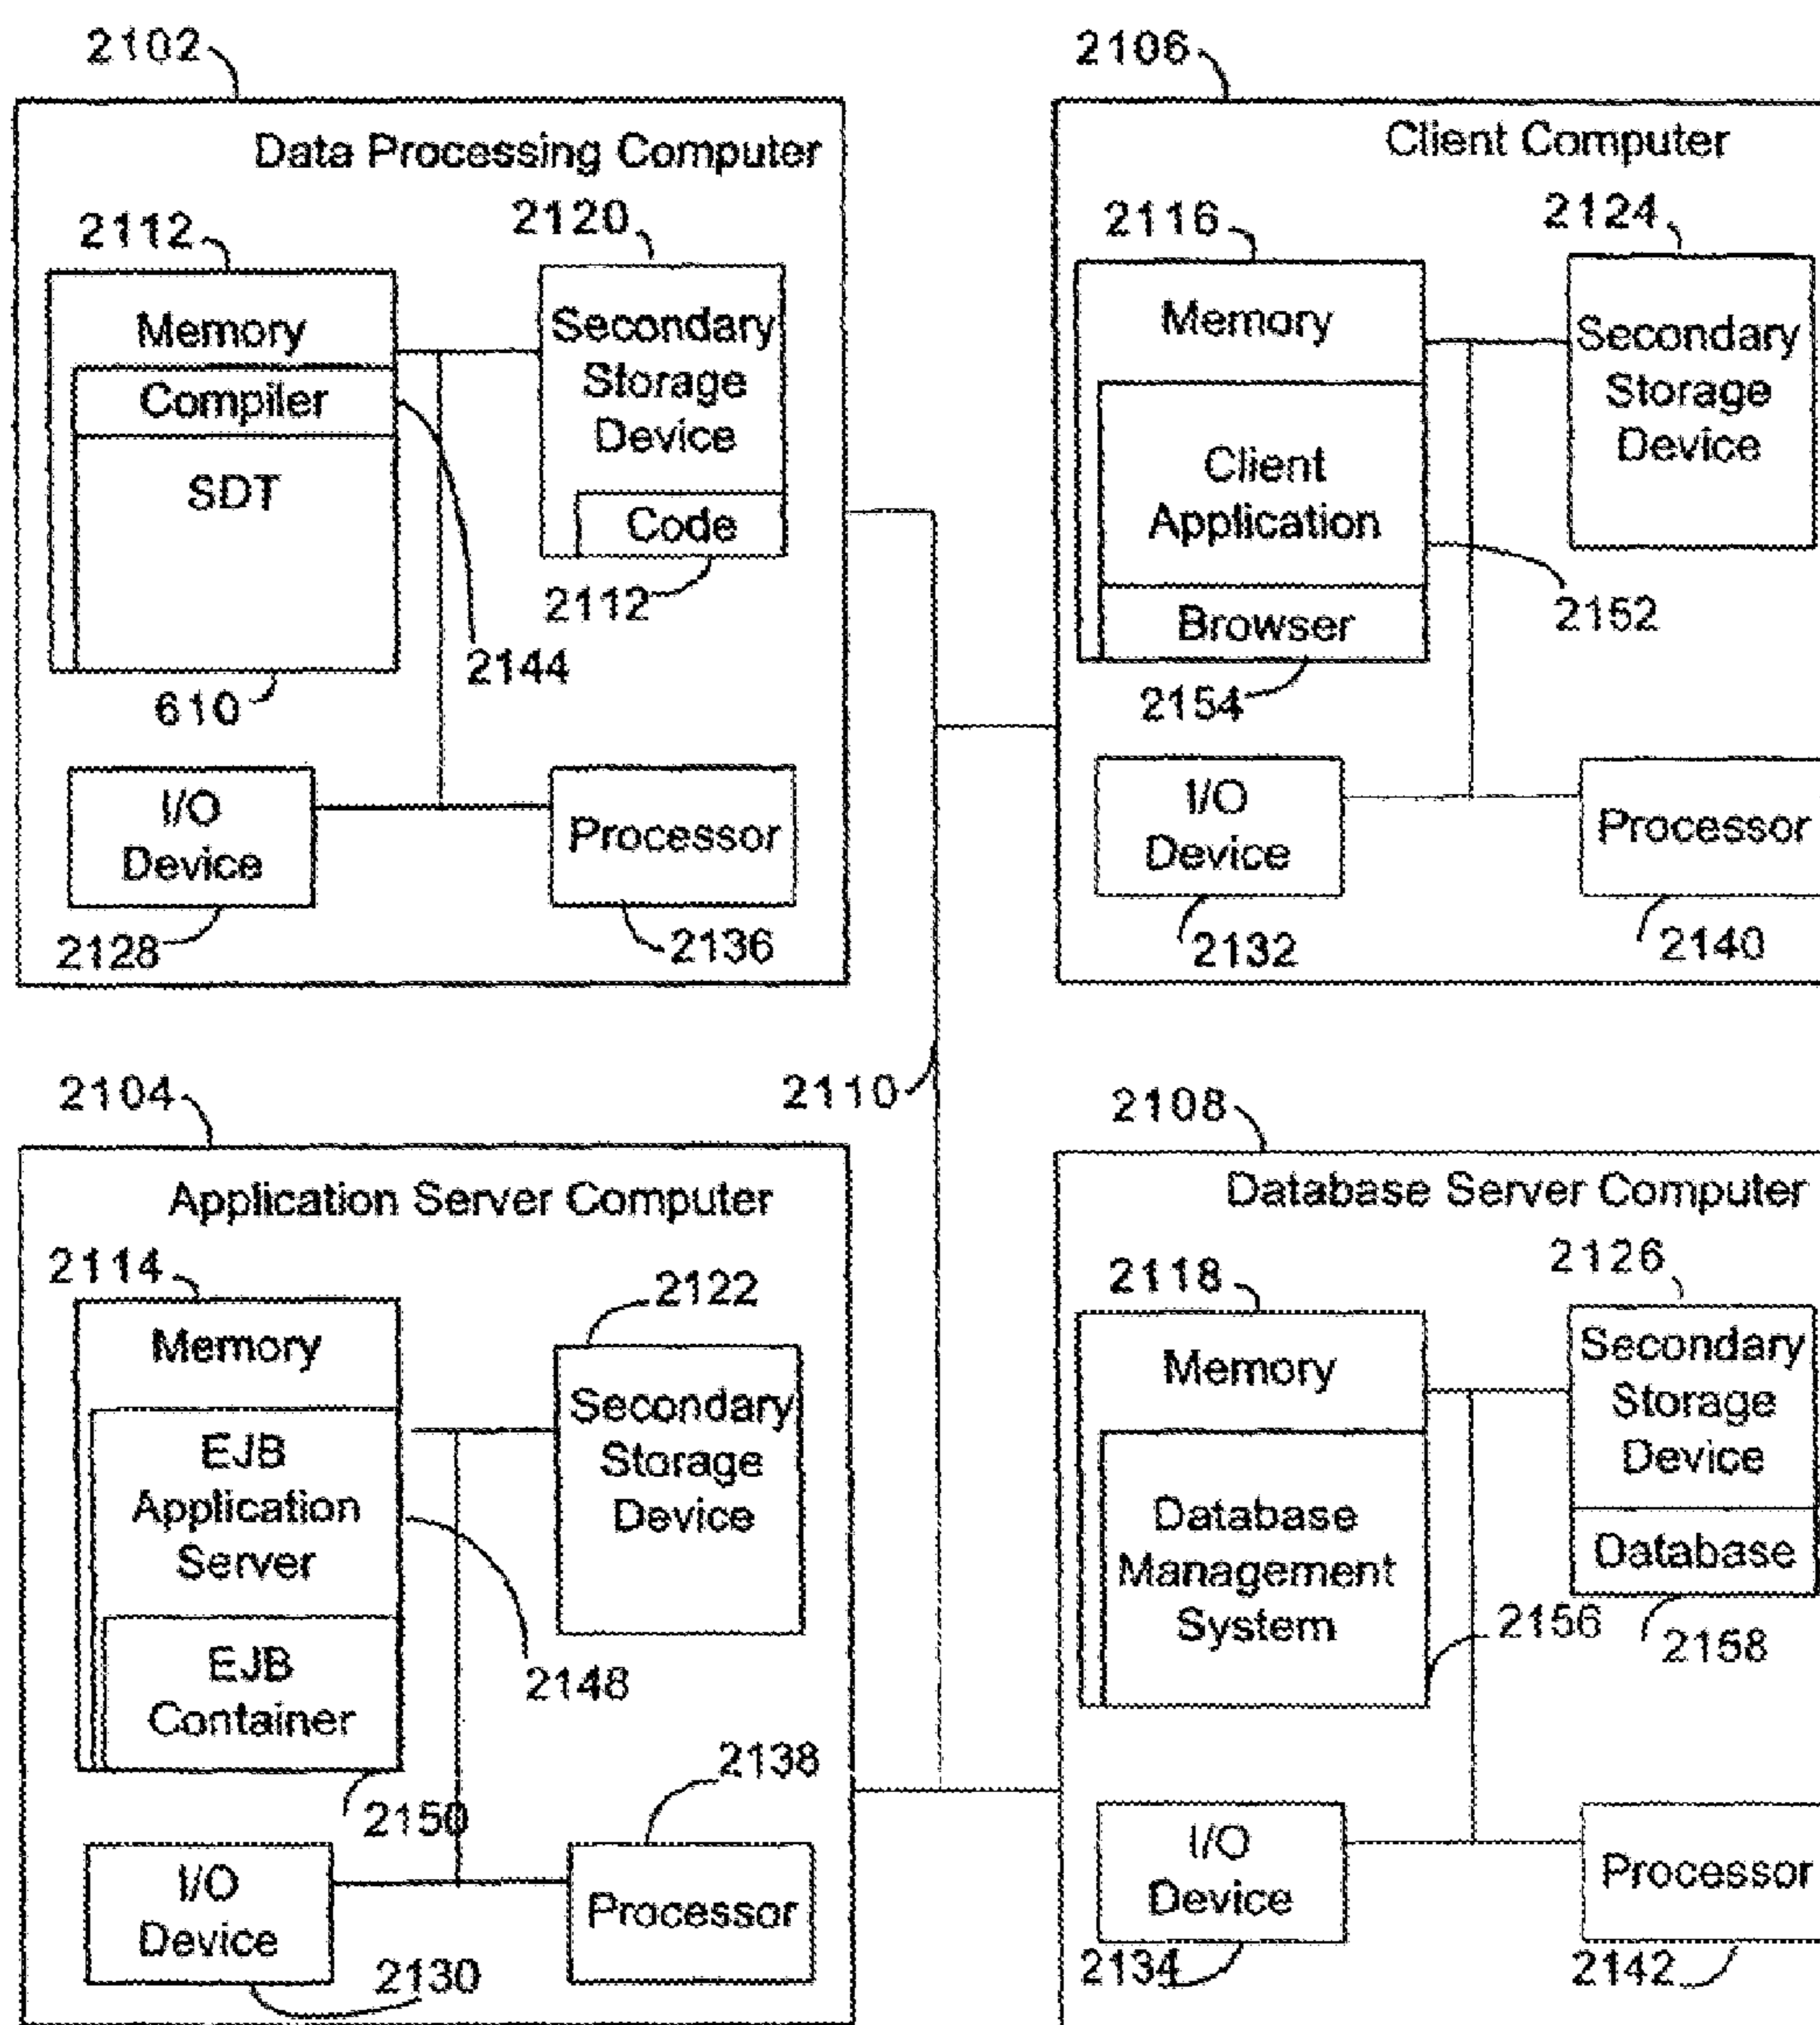 2102
Data Processing Computer
2112
2120
Memory
Compiler
SDT
Secondary
Storage
Device
Code
2112
2144
610
I/O
Device
Processor
2128
2136
2106
Client Computer
2116
2124
Memory
Client
Application
Browser
Secondary
Storage
Device
2152
2154
I/O
Device
Processor
2132
2140
2110
2104
Application Server Computer
2114
2122
Memory
EJB
Application
Server
EJB
Container
Secondary
Storage
Device
2148
2150
2138
I/O
Device
Processor
2130
2108
Database Server Computer
2118
2126
Memory
Database
Management
System
Secondary
Storage
Device
Database
2156
2158
I/O
Device
Processor
2134
2142